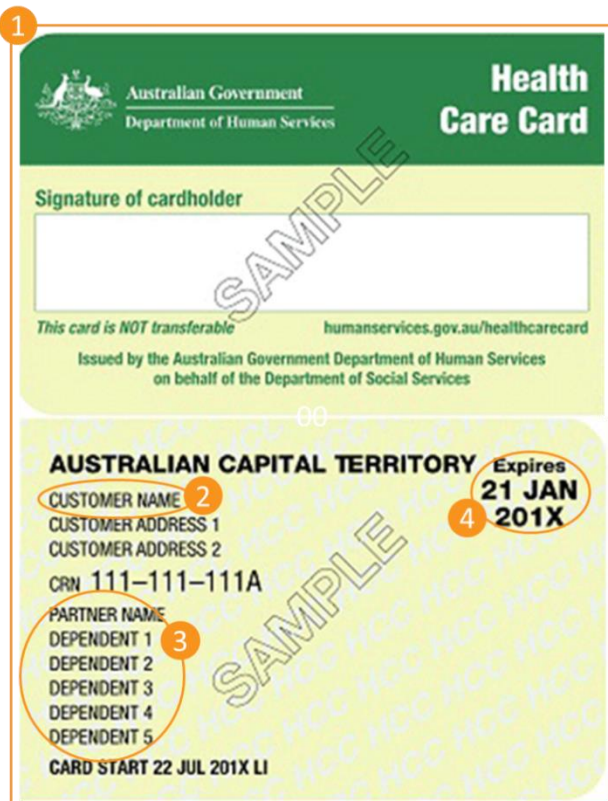 1
Australian Government
Department of Human Services
Health
Care Card
Signature of cardholder
SAMPLE
This card is NOT transferable
humanservices.gov.au/healthcarecard
Issued by the Australian Government Department of Human Services
on behalf of the Department of Social Services
00
AUSTRALIAN CAPITAL TERRITORY
Expires
21 JAN
201X
4
CUSTOMER NAME 2
CUSTOMER ADDRESS 1
CUSTOMER ADDRESS 2
CRN 111-111-111A
SAMPLE
PARTNER NAME
DEPENDENT 1 3
DEPENDENT 2
DEPENDENT 3
DEPENDENT 4
DEPENDENT 5
CARD START 22 JUL 201X LI
HCC HCC HCC HCC